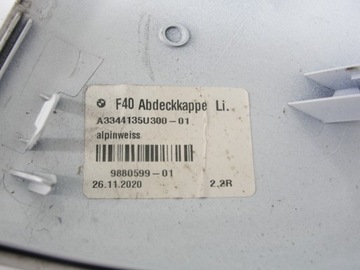 F40 Abdeckkappe Li.
A3344135U300-01
alpinweiss
9880599-01
26.11.2020 2.2R